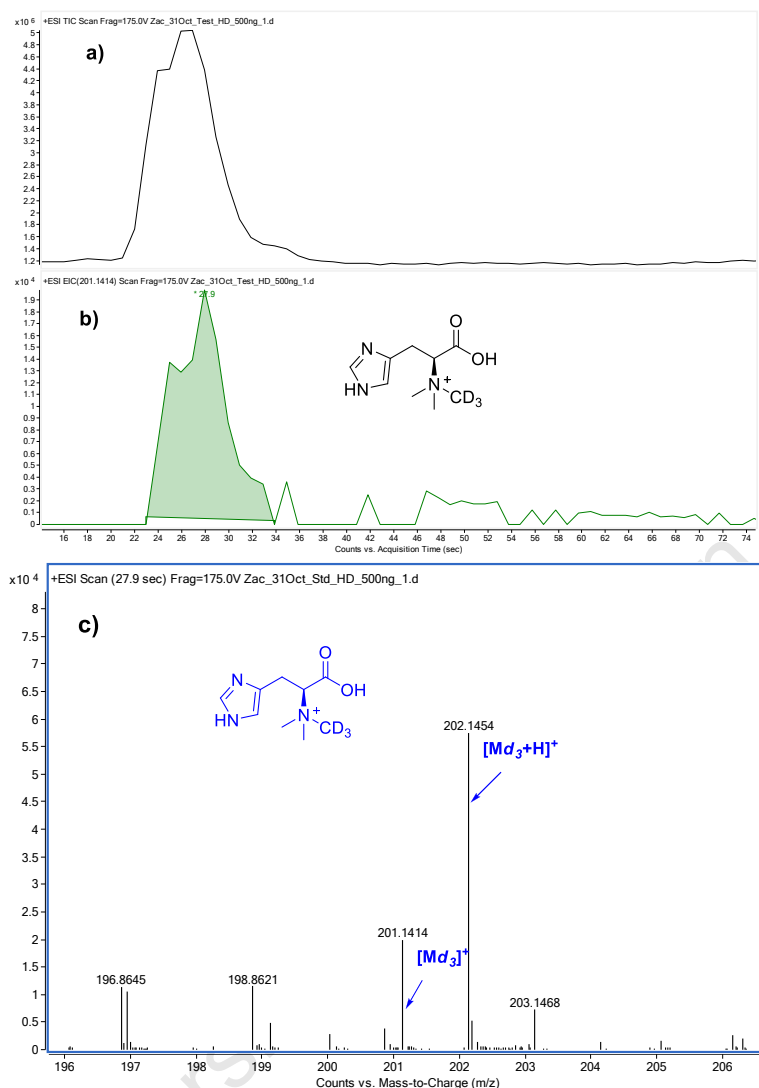 +ESI TIC Scan Frag=175.0V Zac_31Oct_Test_HD_500ng_1.d
x10 6
a)
5
4.8
4.6
4.4
4.2
4
3.8
3.6
3.4
3.2
3
2.8
2.6
2.4
2.2
2
1.8
1.6
1.4
1.2
+ESI EIC(201.1414) Scan Frag=175.0V Zac_31Oct_Test_HD_500ng_1.d
x10 4
* 27.9
b)
1.9
1.8
1.7
1.6
1.5
1.4
1.3
1.2
1.1
1
0.9
0.8
0.7
0.6
0.5
0.4
0.3
0.2
0.1
0
O
OH
N
HN
N+
CD3
16 18 20 22 24 26 28 30 32 34 36 38 40 42 44 46 48 50 52 54 56 58 60 62 64 66 68 70 72 74
Counts vs. Acquisition Time (sec)
x10 4
+ESI Scan (27.9 sec) Frag=175.0V Zac_31Oct_Std_HD_500ng_1.d
c)
8
7.5
7
6.5
6
5.5
5
4.5
4
3.5
3
2.5
2
1.5
1
0.5
0
O
OH
N
HN
N+
CD3
202.1454
[Md3+H]+
201.1414
[Md3]+
196.8645
198.8621
203.1468
196 197 198 199 200 201 202 203 204 205 206
Counts vs. Mass-to-Charge (m/z)